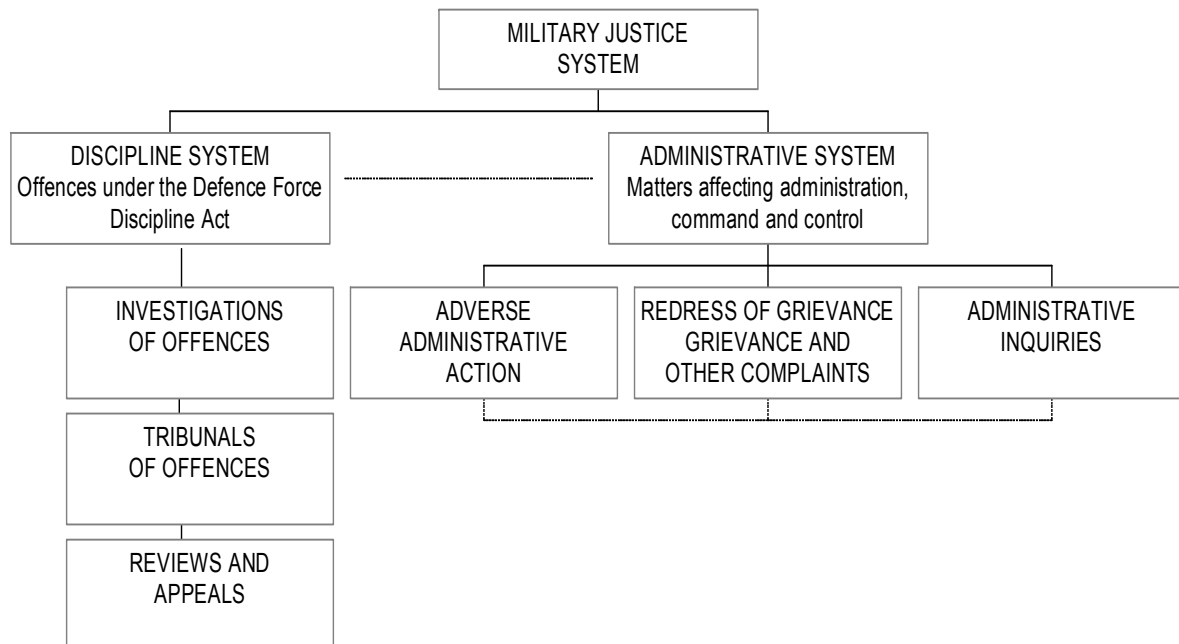 MILITARY JUSTICE
SYSTEM
DISCIPLINE SYSTEM
Offences under the Defence Force
Discipline Act
ADMINISTRATIVE SYSTEM
Matters affecting administration,
command and control
INVESTIGATIONS
OF OFFENCES
ADVERSE
ADMINISTRATIVE
ACTION
REDRESS OF GRIEVANCE
GRIEVANCE AND
OTHER COMPLAINTS
ADMINISTRATIVE
INQUIRIES
TRIBUNALS
OF OFFENCES
REVIEWS AND
APPEALS